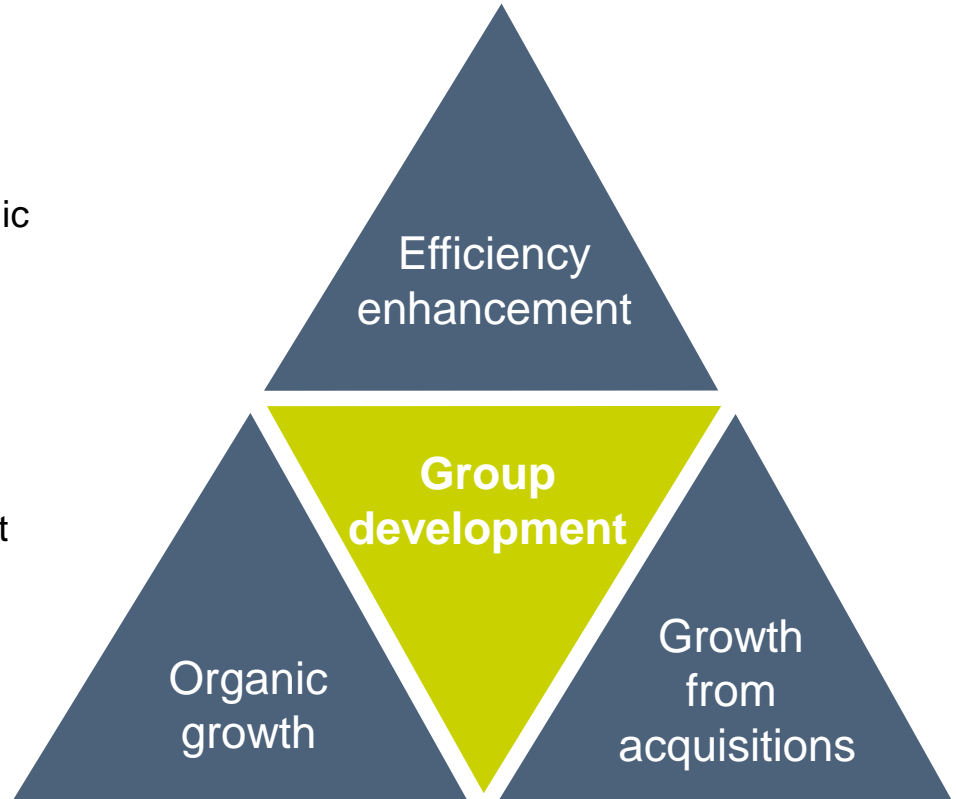 ic
Efficiency
enhancement
Group
development
t
Organic
growth
Growth
from
acquisitions